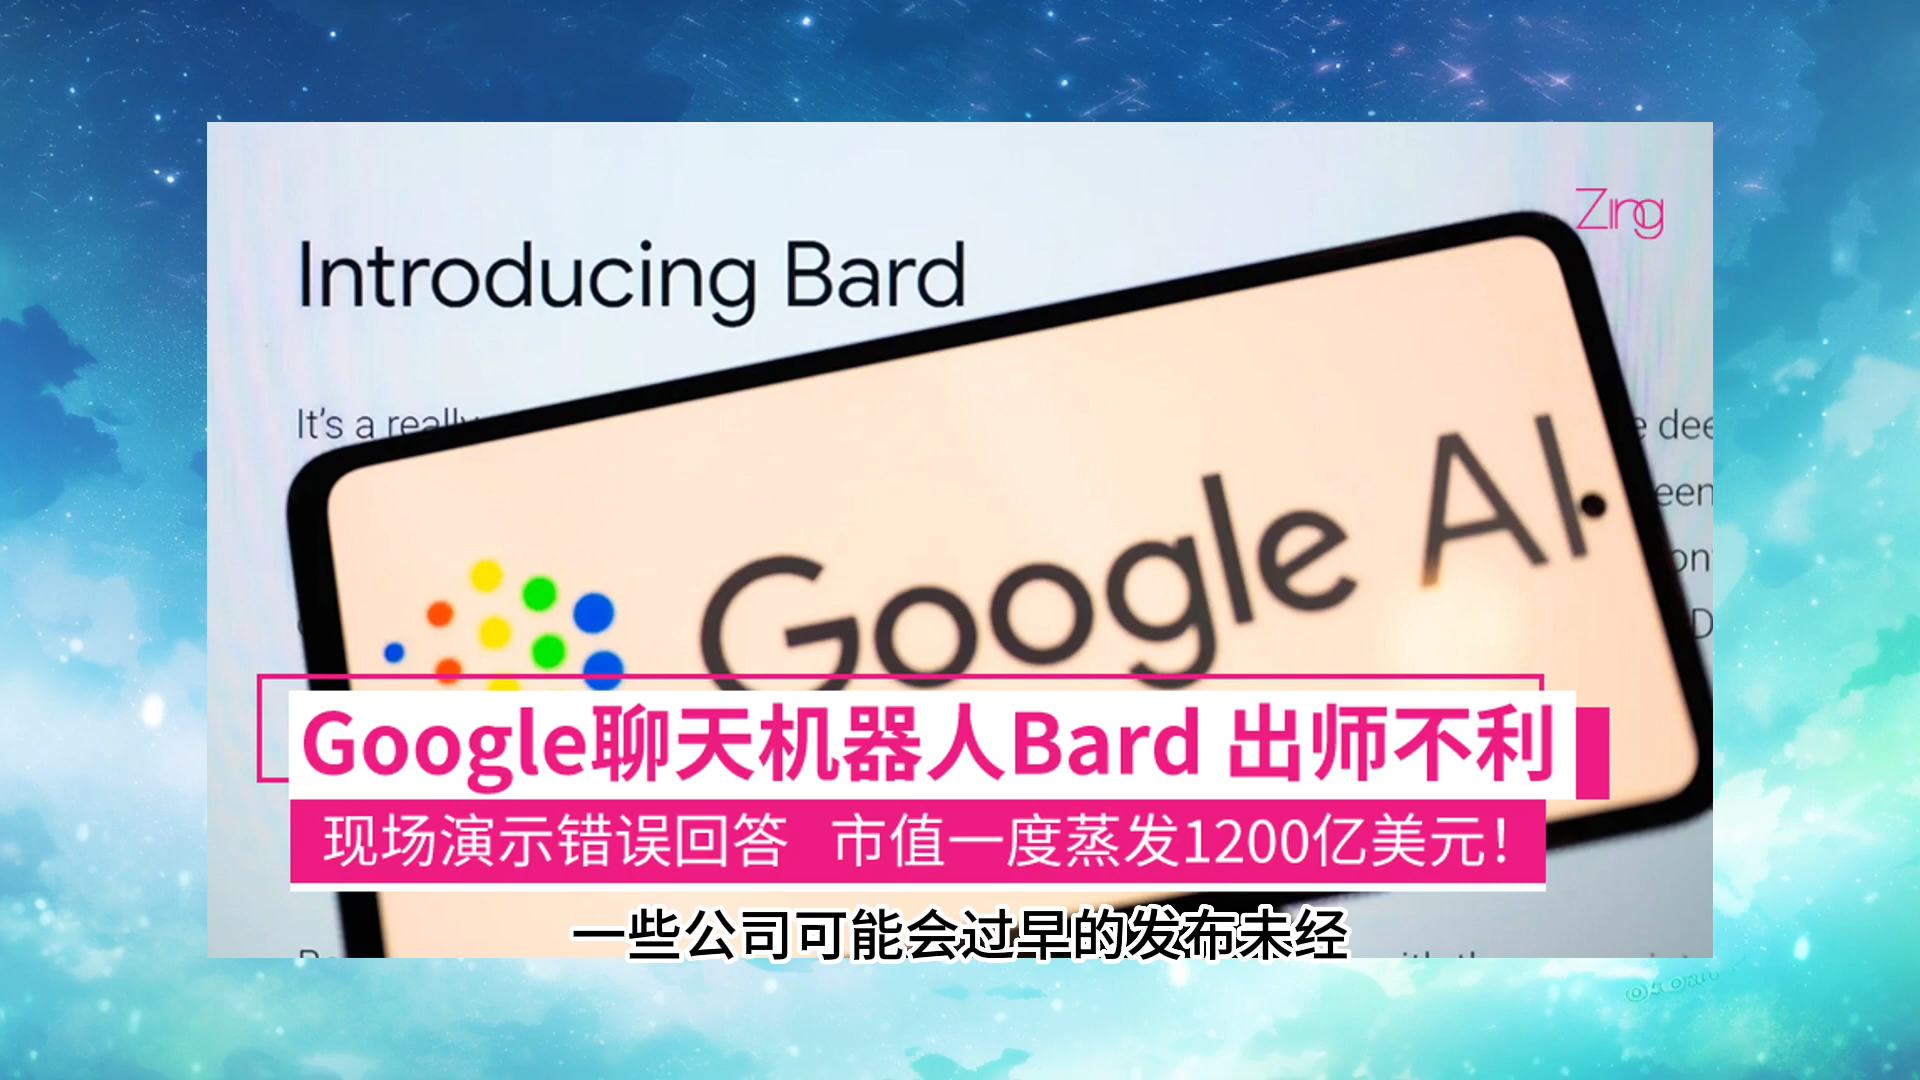 Zing
Introducing Bard
It's a really
e dee
een
Google AI
Google聊天机器人Bard 出师不利
现场演示错误回答 市值一度蒸发1200亿美元！
一些公司可能会过早的发布未经